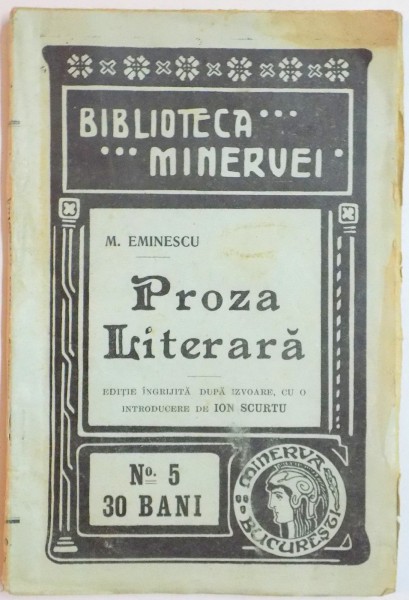 BIBLIOTECA
MINERVEI
M. EMINESCU
Proza
Literară
EDIȚIE ÎNGRIJITĂ DUPĂ IZVOARE, CU O
INTRODUCERE DE ION SCURTU
No. 5
30 BANI
MINERVA
BUCUREȘTI